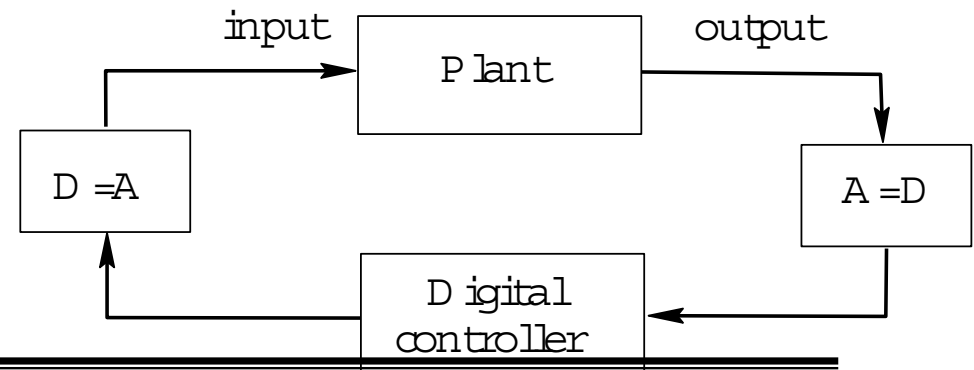 input
output
Plant
D=A
A=D
Digital
controller